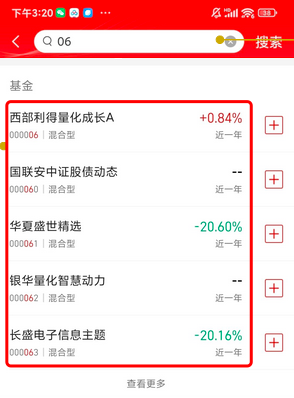 下午3:20
06
搜索
基金
西部利得量化成长A +0.84%
000006 | 混合型 近一年
国联安中证股债动态 --
000060 | 混合型 近一年
华夏盛世精选 -20.60%
000061 | 混合型 近一年
银华量化智慧动力 --
000062 | 混合型 近一年
长盛电子信息主题 -20.16%
000063 | 混合型 近一年
查看更多